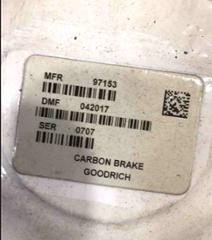 MFR 97153
DMF 042017
SER 0707
CARBON BRAKE
GOODRICH